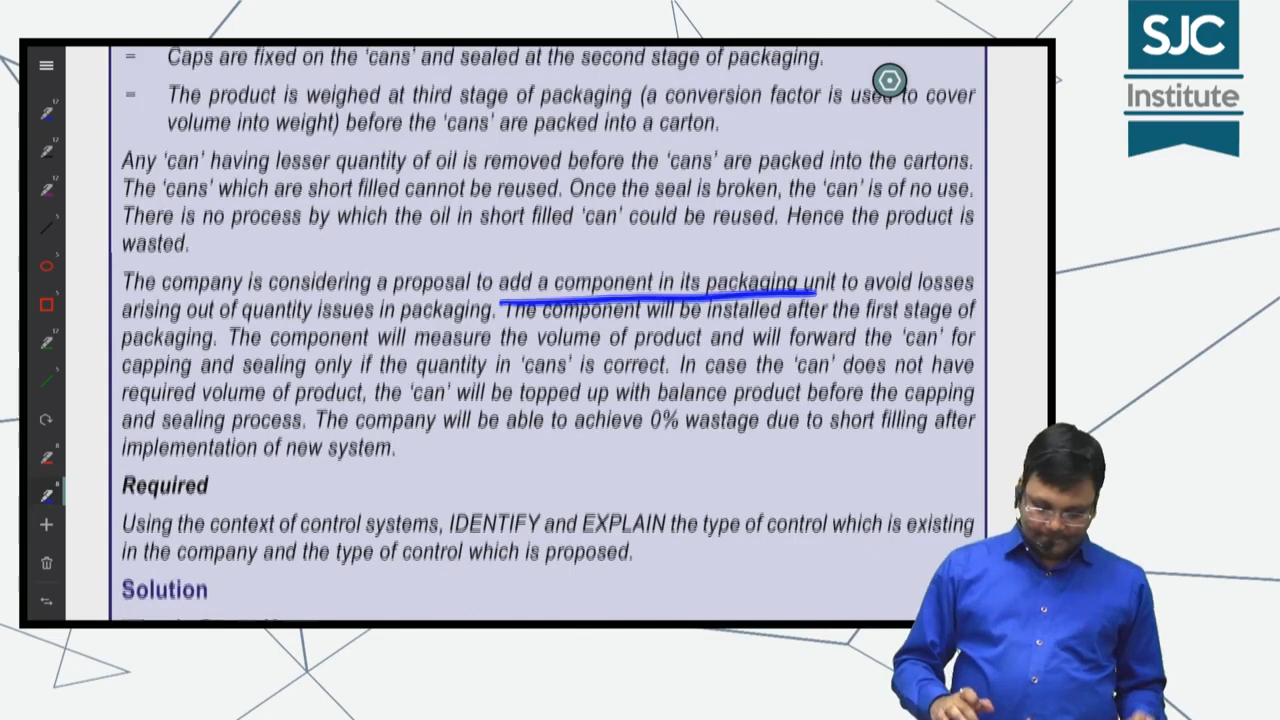 SJC
Institute
= Caps are fixed on the ‘cans’ and sealed at the second stage of packaging.
= The product is weighed at third stage of packaging (a conversion factor is used to cover
volume into weight) before the ‘cans’ are packed into a carton.
Any ‘can’ having lesser quantity of oil is removed before the ‘cans’ are packed into the cartons.
The ‘cans’ which are short filled cannot be reused. Once the seal is broken, the ‘can’ is of no use.
There is no process by which the oil in short filled ‘can’ could be reused. Hence the product is
wasted.
The company is considering a proposal to add a component in its packaging unit to avoid losses
arising out of quantity issues in packaging. The component will be installed after the first stage of
packaging. The component will measure the volume of product and will forward the ‘can’ for
capping and sealing only if the quantity in ‘cans’ is correct. In case the ‘can’ does not have
required volume of product, the ‘can’ will be topped up with balance product before the capping
and sealing process. The company will be able to achieve 0% wastage due to short filling after
implementation of new system.
Required
Using the context of control systems, IDENTIFY and EXPLAIN the type of control which is existing
in the company and the type of control which is proposed.
Solution